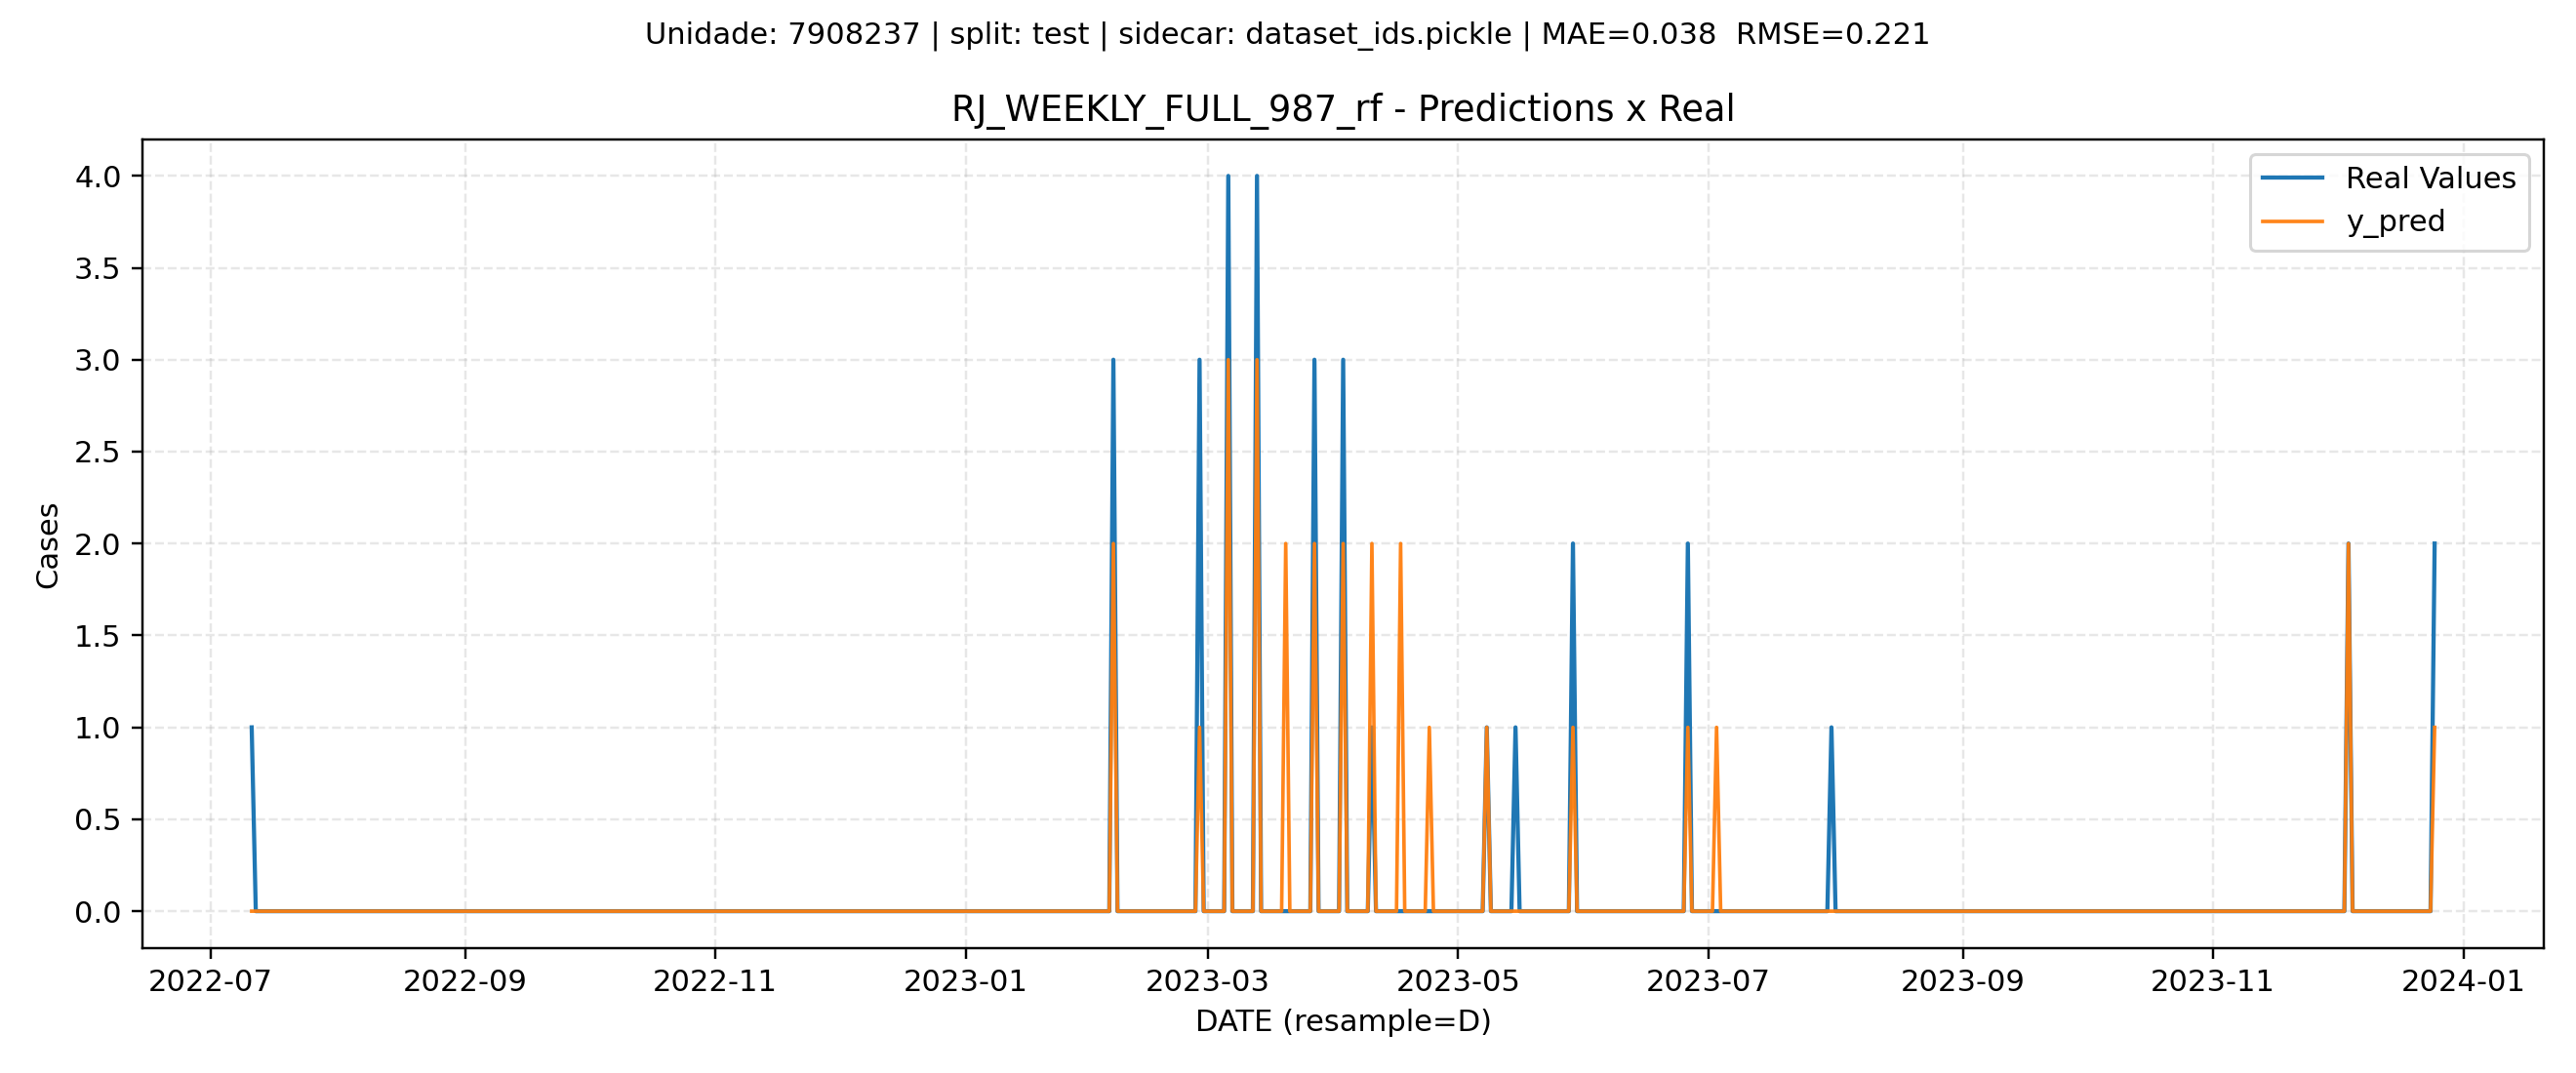 Unidade: 7908237 | split: test | sidecar: dataset_ids.pickle | MAE=0.038  RMSE=0.221
RJ_WEEKLY_FULL_987_rf - Predictions x Real
Real Values
y_pred
Cases
4.0
3.5
3.0
2.5
2.0
1.5
1.0
0.5
0.0
2022-07 2022-09 2022-11 2023-01 2023-03 2023-05 2023-07 2023-09 2023-11 2024-01
DATE (resample=D)